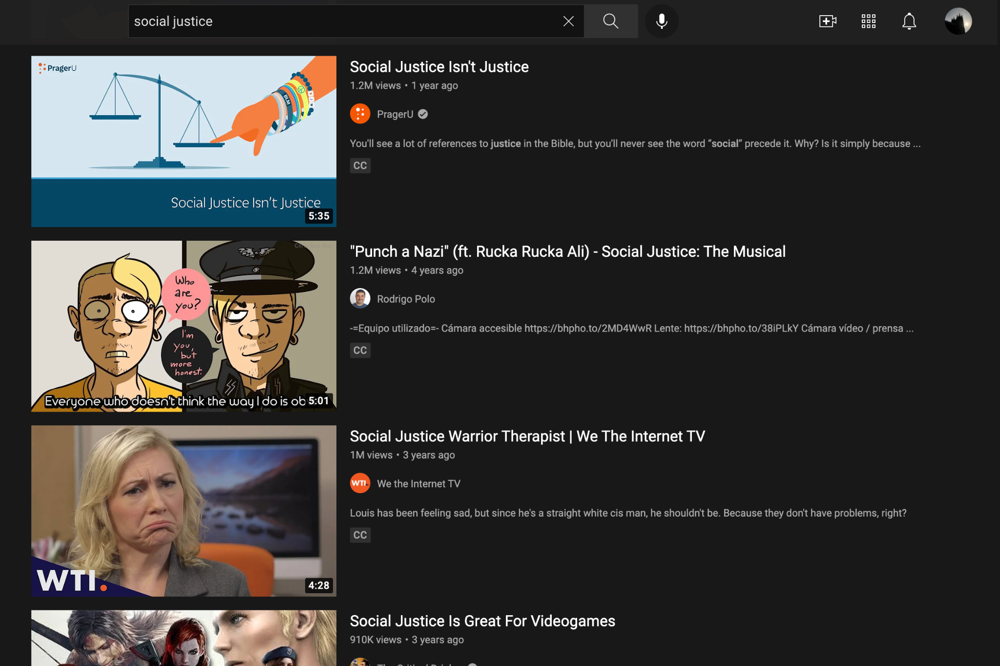 social justice
PragerU
BLM
S J W
Social Justice Isn't Justice
5:35
Social Justice Isn't Justice
1.2M views • 1 year ago
PragerU
You'll see a lot of references to justice in the Bible, but you'll never see the word “social” precede it. Why? Is it simply because ...
CC
Who
are
you?
I'm
you,
but
more
honest.
Everyone who doesn't think the way I do is ob
5:01
"Punch a Nazi" (ft. Rucka Rucka Ali) - Social Justice: The Musical
1.2M views • 4 years ago
Rodrigo Polo
-=Equipo utilizado=- Cámara accesible https://bhpho.to/2MD4WwR Lente: https://bhpho.to/38iPLkY Cámara vídeo / prensa ...
CC
WTI.
4:28
Social Justice Warrior Therapist | We The Internet TV
1M views • 3 years ago
WTI.
We the Internet TV
Louis has been feeling sad, but since he's a straight white cis man, he shouldn't be. Because they don't have problems, right?
CC
Social Justice Is Great For Videogames
910K views • 3 years ago